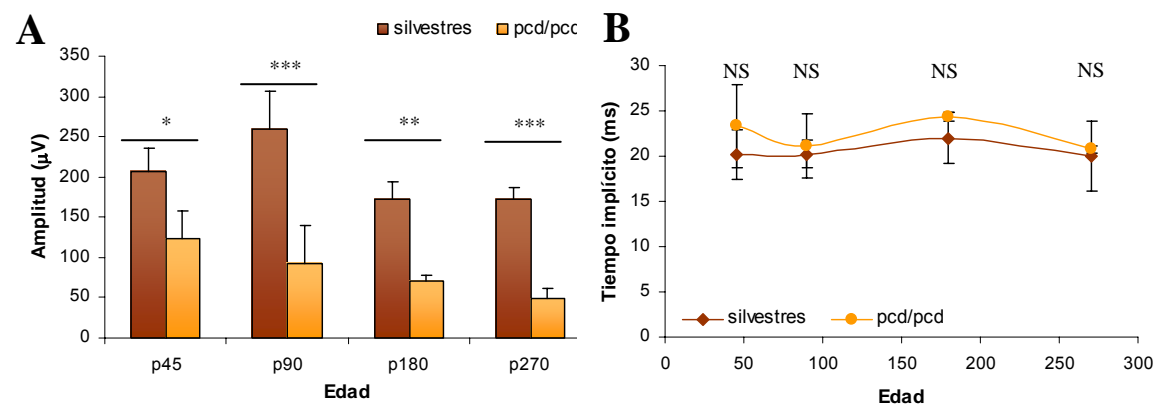 A
silvestres pcd/pcc
Amplitud (µV)
350
300
250
200
150
100
50
0
*
***
**
***
p45 p90 p180 p270
Edad
B
Tiempo implícito (ms)
30
25
20
15
10
5
0
NS NS NS NS
silvestres pcd/pcd
0 50 100 150 200 250 300
Edad